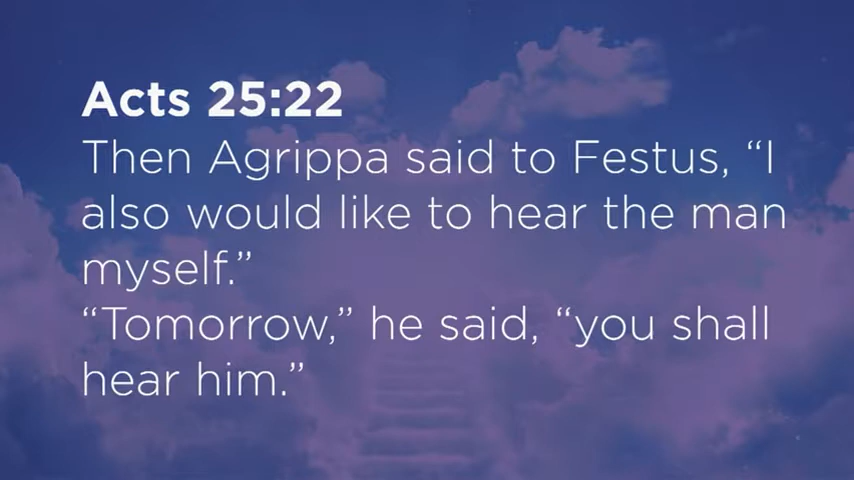 Acts 25:22
Then Agrippa said to Festus, “I
also would like to hear the man
myself.”
“Tomorrow,” he said, “you shall
hear him.”